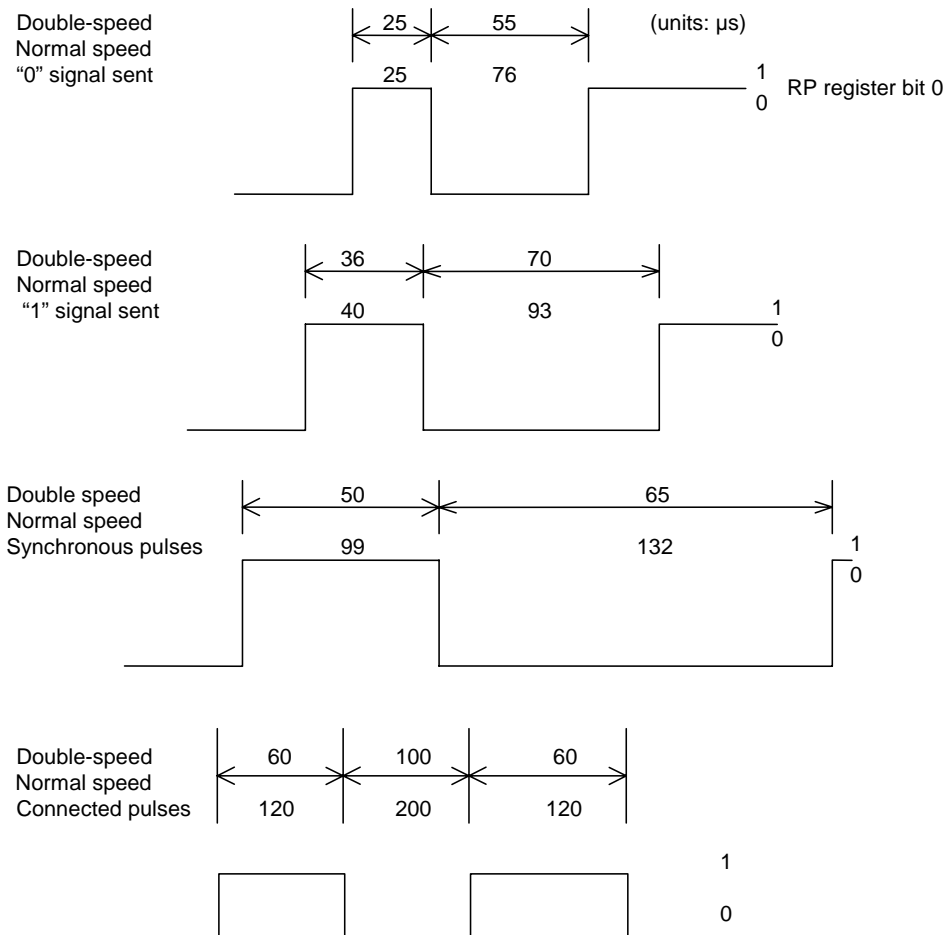 Double-speed 25 55 (units: µs)
Normal speed
“0” signal sent 25 76 1
0 RP register bit 0
Double-speed 36 70
Normal speed
“1” signal sent 40 93 1
0
Double speed 50 65
Normal speed
Synchronous pulses 99 132 1
0
Double-speed 60 100 60
Normal speed
Connected pulses 120 200 120
1
0